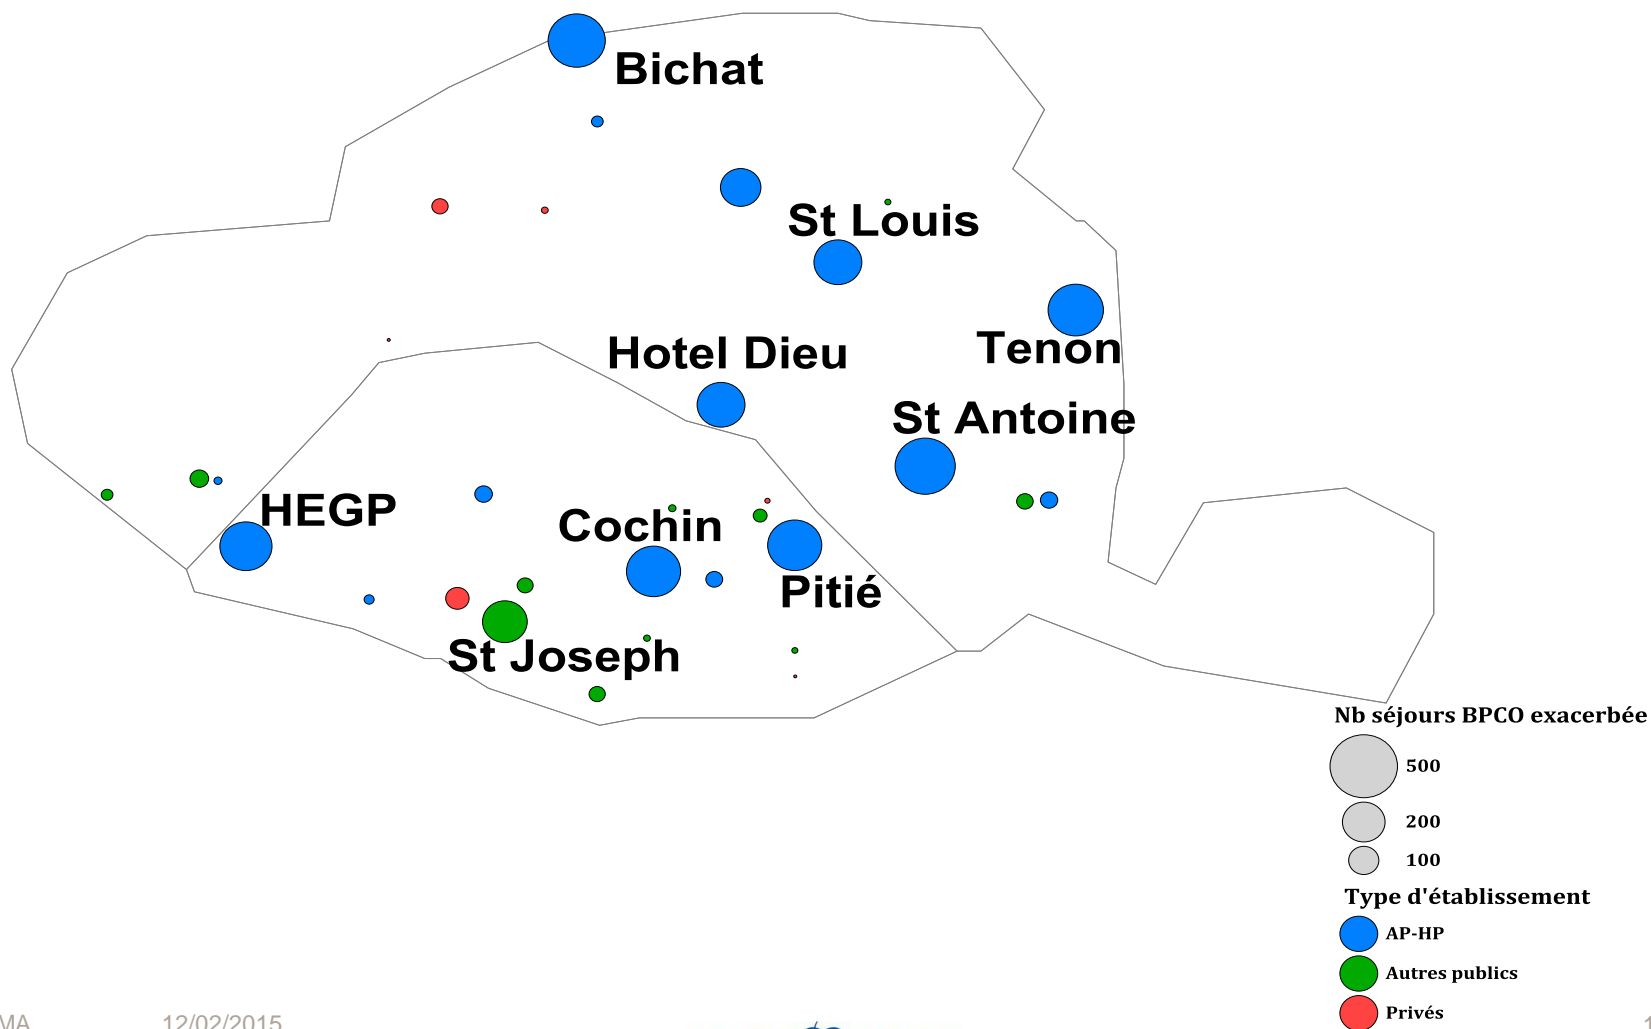 Bichat
St Louis
Hotel Dieu
Tenon
St Antoine
HEGP
Cochin
Pitié
St Joseph
Nb séjours BPCO exacerbée
500
200
100
Type d'établissement
AP-HP
Autres publics
Privés
MA
12/02/2015